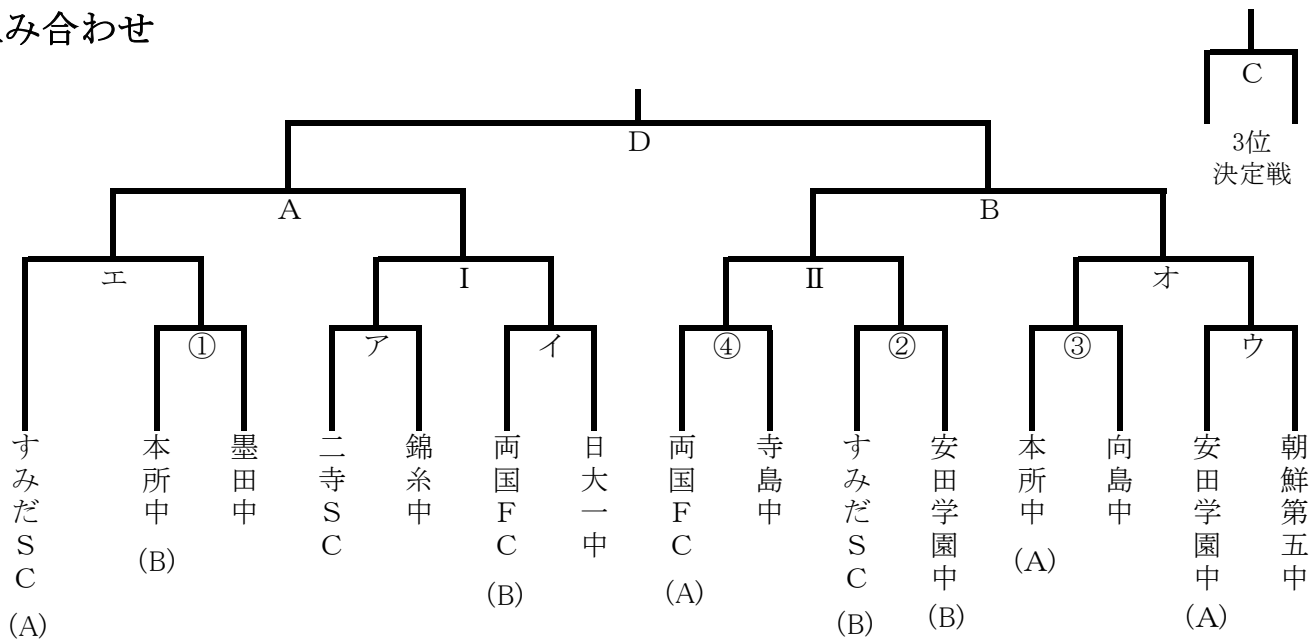 み合わせ
C
3位
決定戦
D
A
B
エ
Ⅰ
Ⅱ
オ
①
ア
イ
④
②
③
ウ
すみだSC
(A)
本所中
(B)
墨田中
二寺SC
錦糸中
両国FC
(B)
日大一中
両国FC
(A)
寺島中
すみだSC
(B)
安田学園中
(B)
本所中
(A)
向島中
安田学園中
(A)
朝鮮第五中